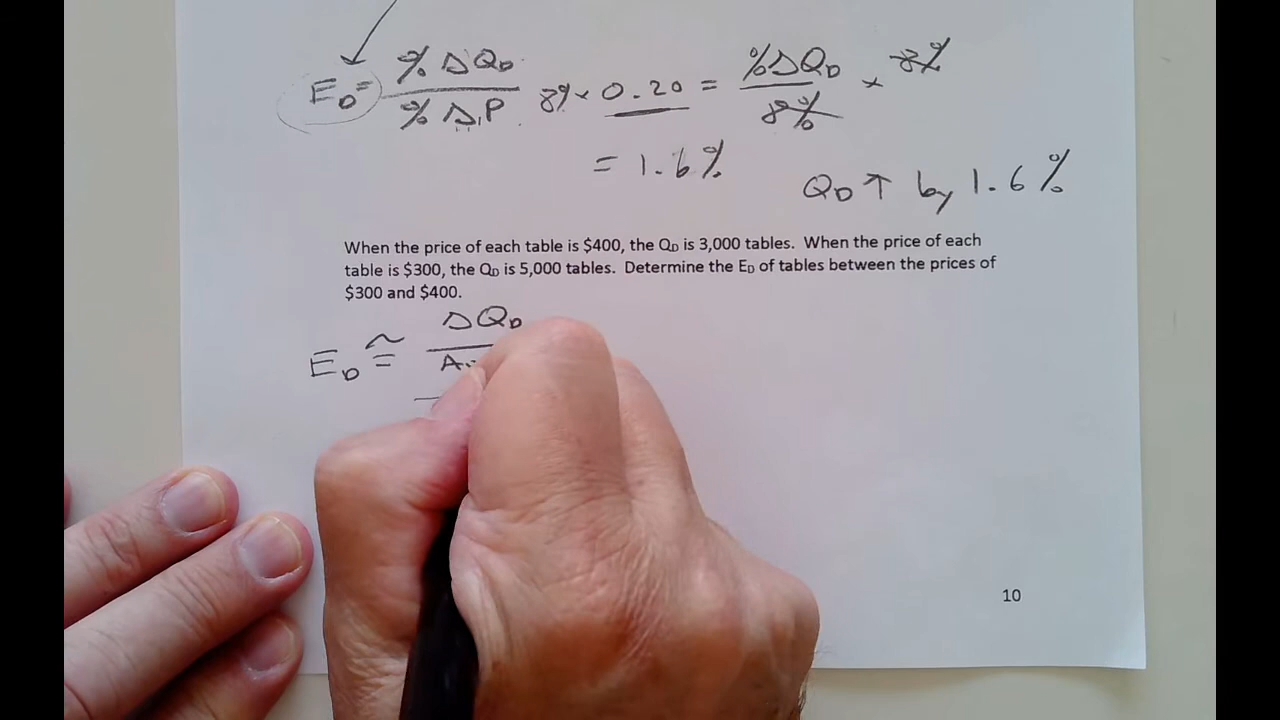 E_D = % ΔQ_D / % ΔP 8% × 0.20 = %ΔQ_D / 8% × 8%
= 1.6%
Q_D ↑ by 1.6%
When the price of each table is $400, the Q_D is 3,000 tables. When the price of each
table is $300, the Q_D is 5,000 tables. Determine the E_D of tables between the prices of
$300 and $400.
E_D ≅ ΔQ_D /
10